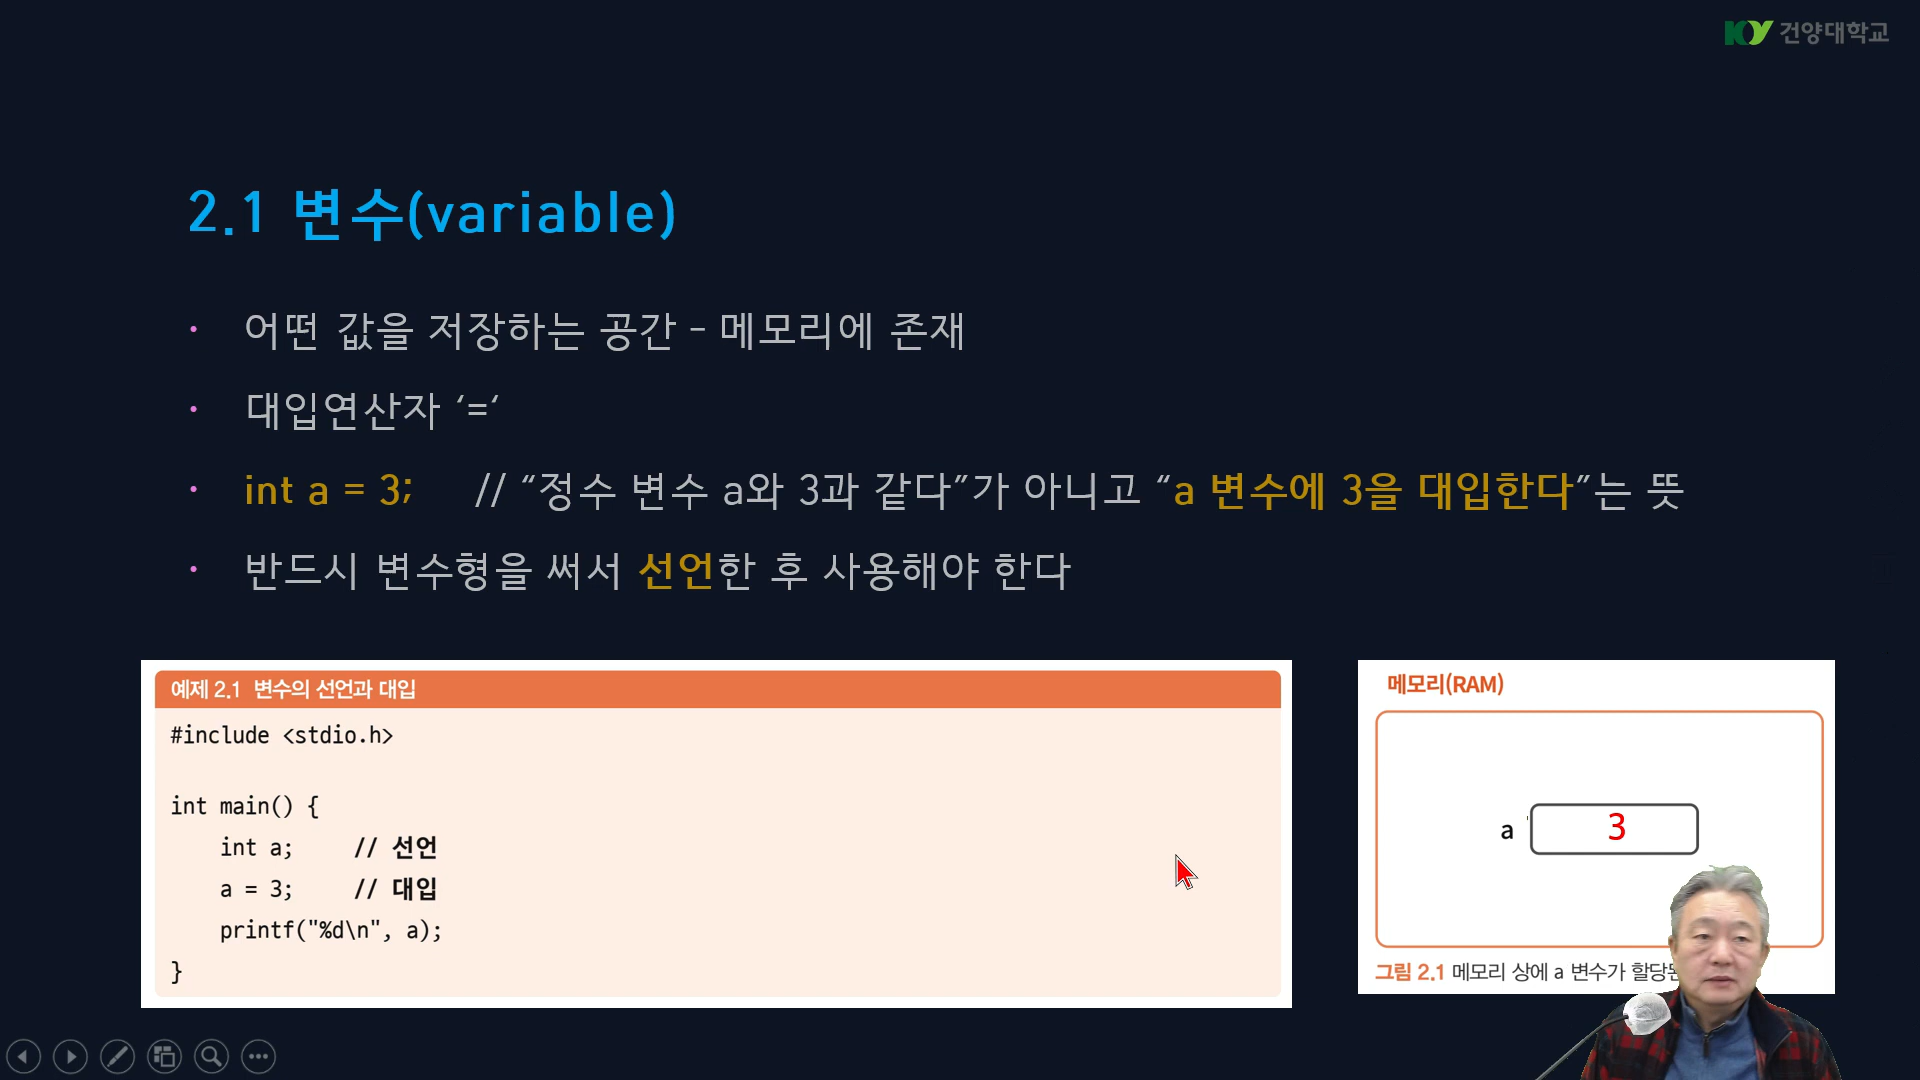 건양대학교
2.1 변수(variable)
• 어떤 값을 저장하는 공간 – 메모리에 존재
• 대입연산자 ‘=‘
• int a = 3; // “정수 변수 a와 3과 같다”가 아니고 “a 변수에 3을 대입한다”는 뜻
• 반드시 변수형을 써서 선언한 후 사용해야 한다
예제 2.1 변수의 선언과 대입
#include <stdio.h>
int main() {
int a; // 선언
a = 3; // 대입
printf("%d\n", a);
}
메모리(RAM)
a 3
그림 2.1 메모리 상에 a 변수가